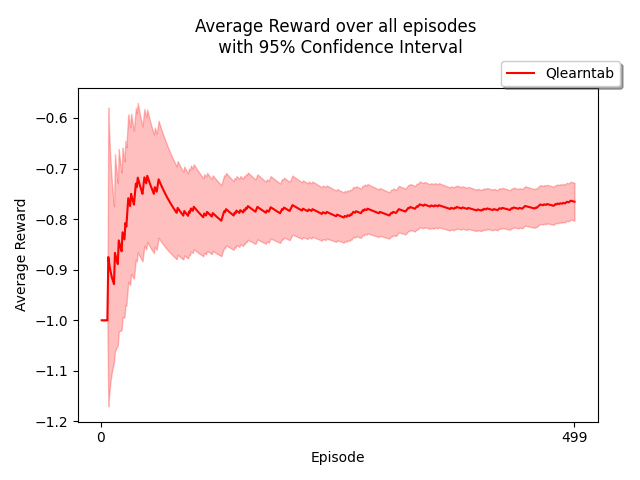 Average Reward over all episodes
with 95% Confidence Interval
Qlearntab
Average Reward
−0.6
−0.7
−0.8
−0.9
−1.0
−1.1
−1.2
0
499
Episode